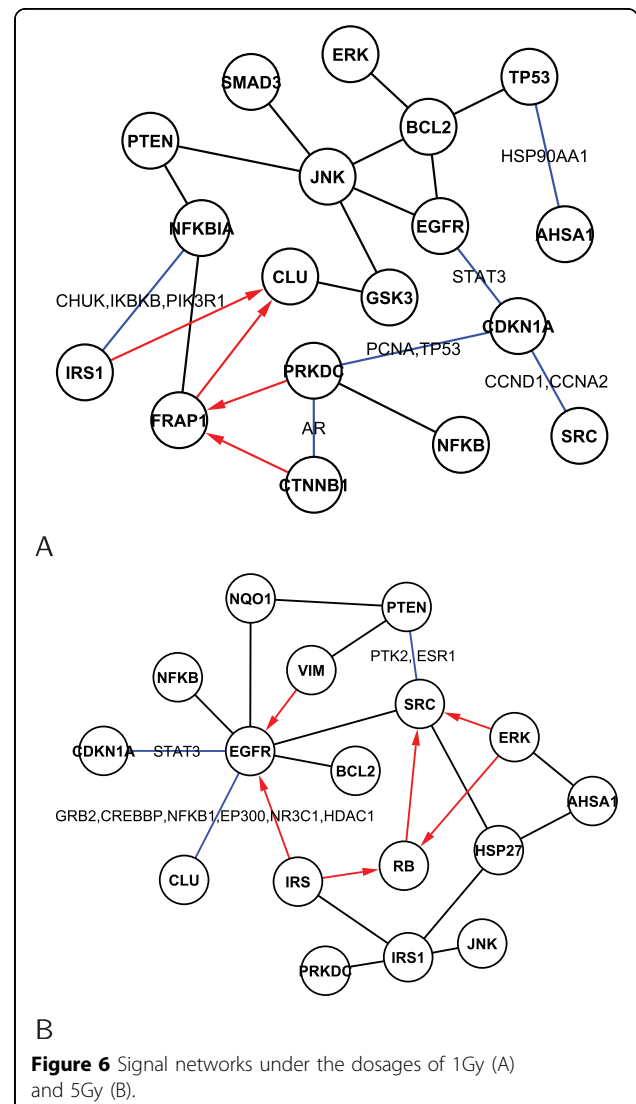 ERK
SMAD3
TP53
BCL2
PTEN
HSP90AA1
JNK
NFKBIA
EGFR
AHSA1
CLU
STAT3
CHUK,IKBKB,PIK3R1
GSK3
CDKN1A
PCNA,TP53
IRS1
PRKDC
CCND1,CCNA2
FRAP1
AR
NFKB
SRC
CTNNB1
A
NQO1
PTEN
VIM
PTK2, ESR1
NFKB
SRC
CDKN1A
STAT3
EGFR
ERK
BCL2
AHSA1
GRB2,CREBBP,NFKB1,EP300,NR3C1,HDAC1
HSP27
CLU
IRS
RB
JNK
PRKDC
IRS1
B
Figure 6 Signal networks under the dosages of 1Gy (A)
and 5Gy (B).